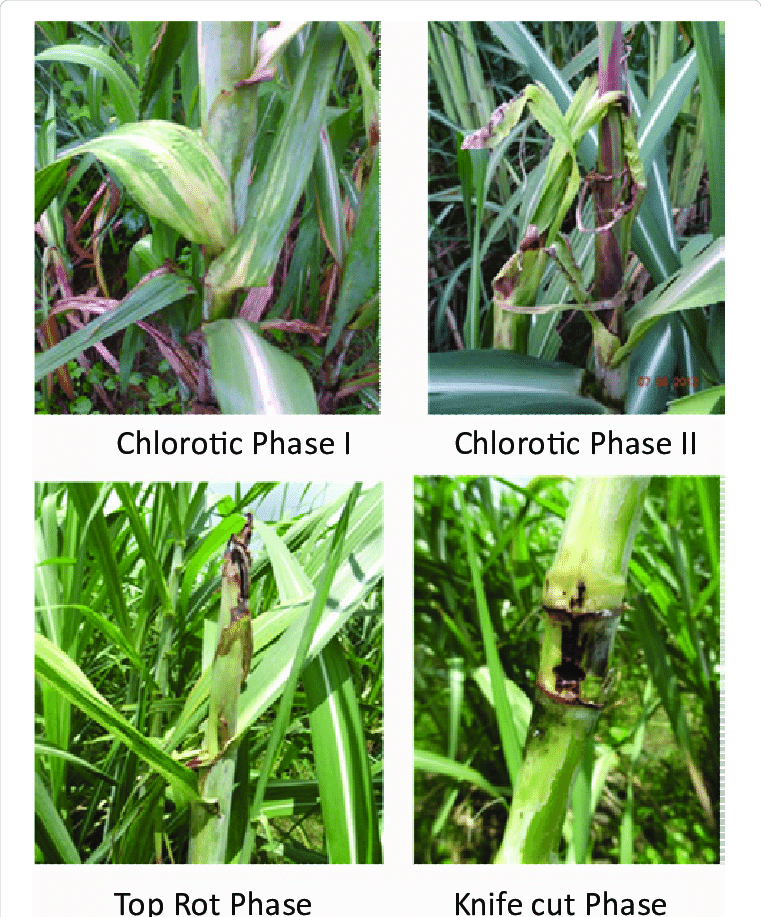 Chlorotic Phase I
Chlorotic Phase II
Top Rot Phase
Knife cut Phase